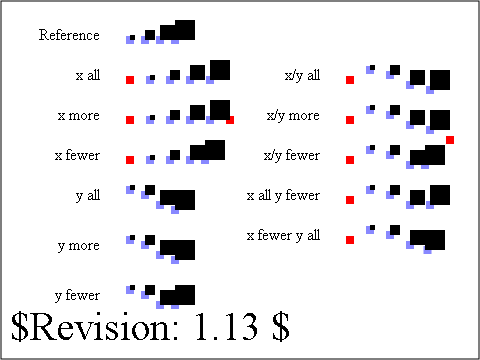 Reference
x all
x more
x fewer
y all
y more
y fewer
x/y all
x/y more
x/y fewer
x all y fewer
x fewer y all
$Revision: 1.13 $